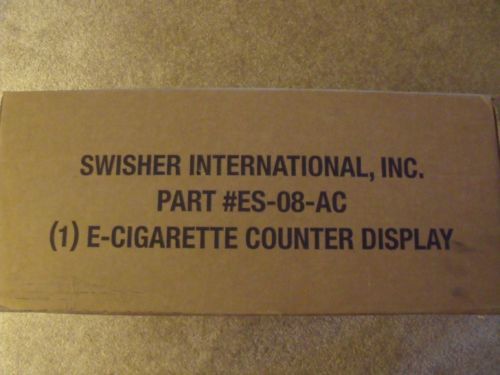 SWISHER INTERNATIONAL, INC.
PART #ES-08-AC
(1) E-CIGARETTE COUNTER DISPLAY